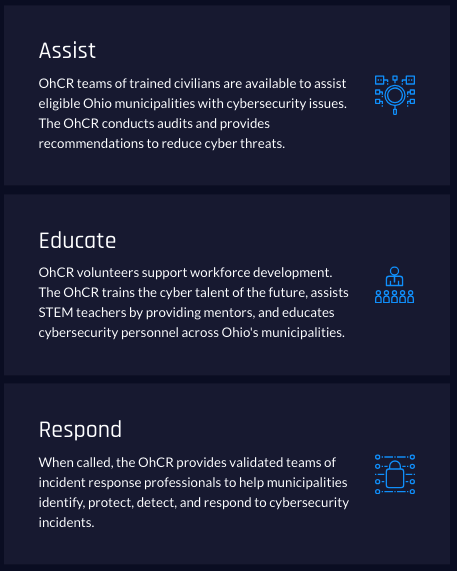 Assist
OhCR teams of trained civilians are available to assist
eligible Ohio municipalities with cybersecurity issues.
The OhCR conducts audits and provides
recommendations to reduce cyber threats.
Educate
OhCR volunteers support workforce development.
The OhCR trains the cyber talent of the future, assists
STEM teachers by providing mentors, and educates
cybersecurity personnel across Ohio's municipalities.
Respond
When called, the OhCR provides validated teams of
incident response professionals to help municipalities
identify, protect, detect, and respond to cybersecurity
incidents.